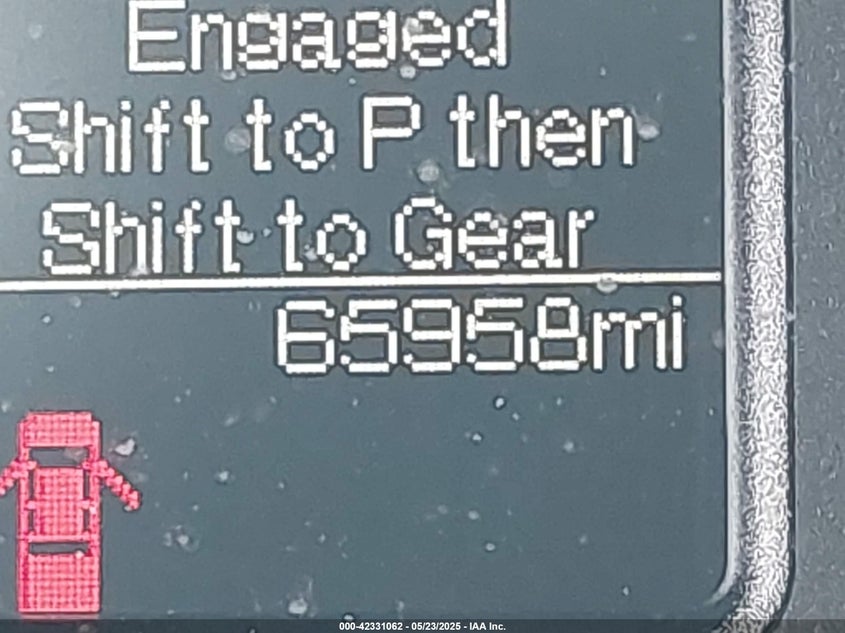 Engaged
Shift to P then
Shift to Gear
65958mi
000-42331062 - 05/23/2025 - IAA Inc.